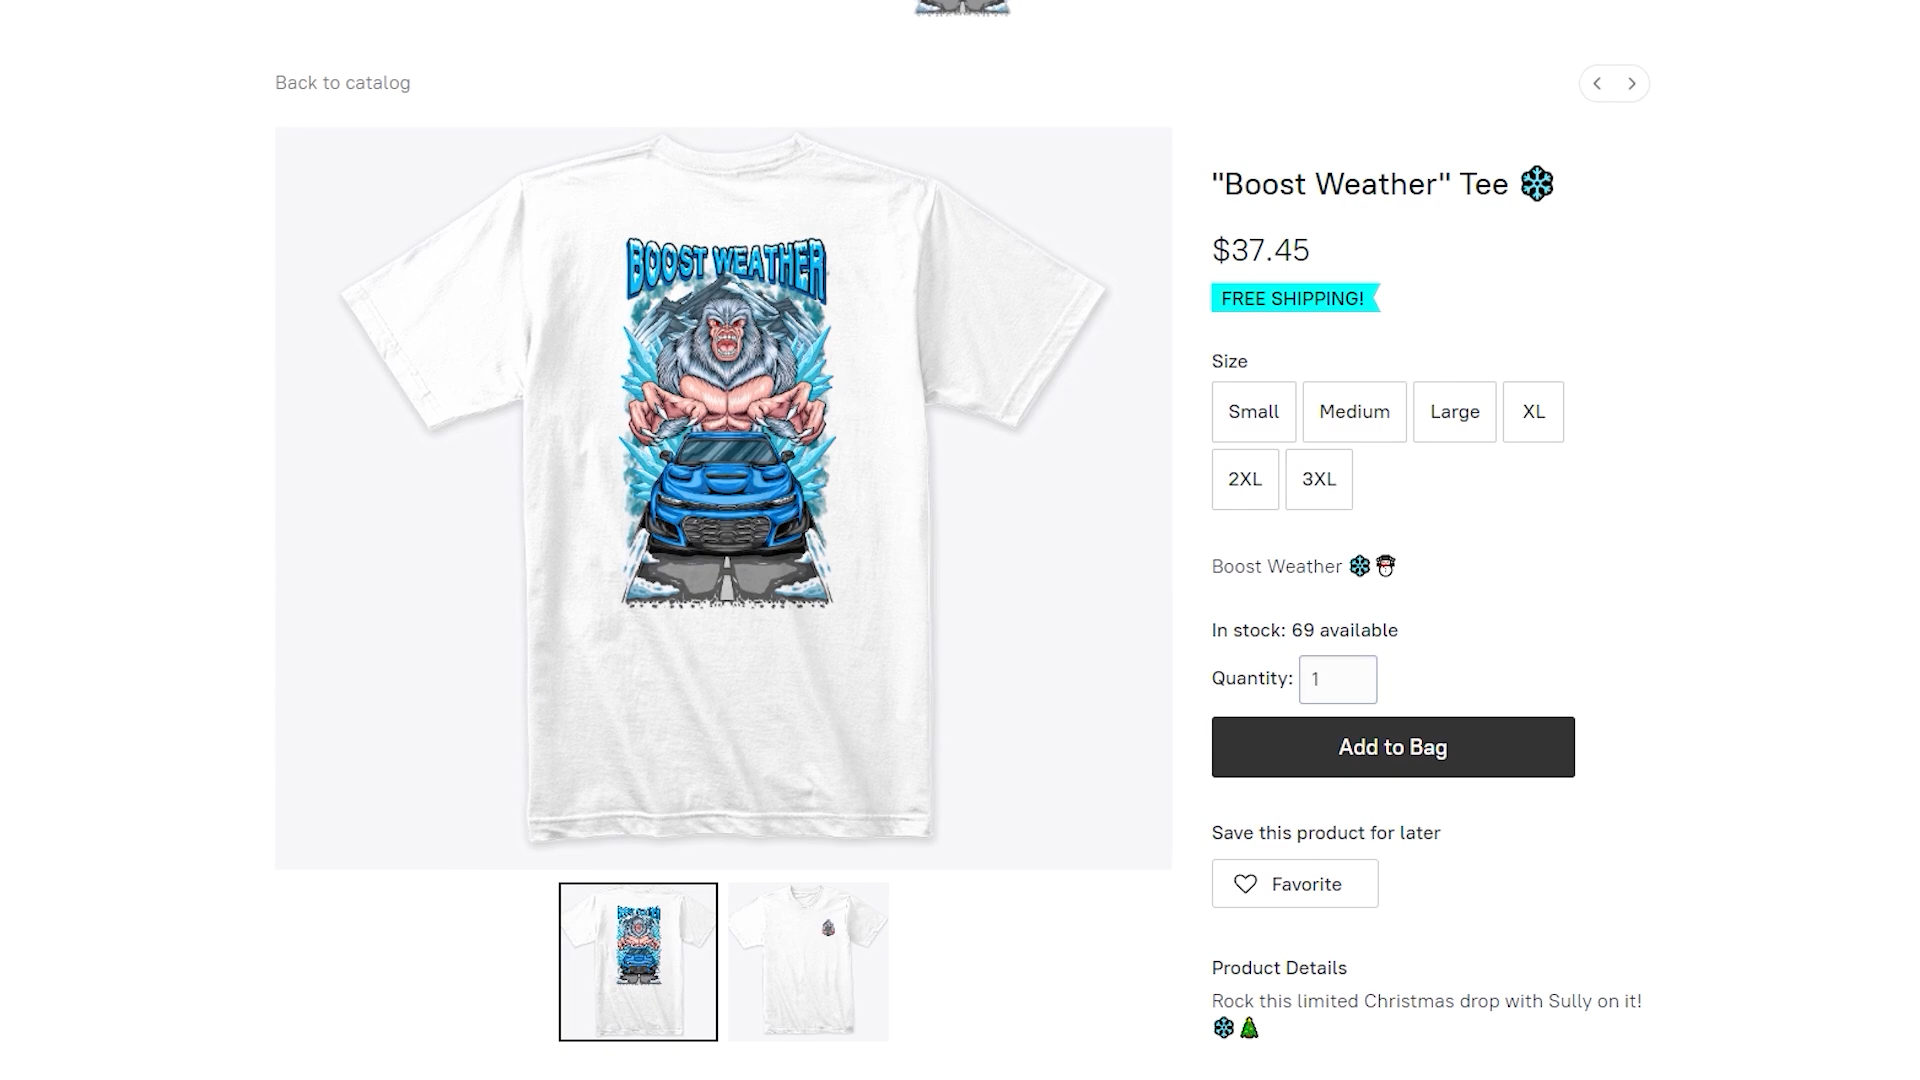 Back to catalog
BOOST WEATHER
"Boost Weather" Tee
$37.45
FREE SHIPPING!
Size
Small
Medium
Large
XL
2XL
3XL
Boost Weather
In stock: 69 available
Quantity: 1
Add to Bag
Save this product for later
Favorite
Product Details
Rock this limited Christmas drop with Sully on it!